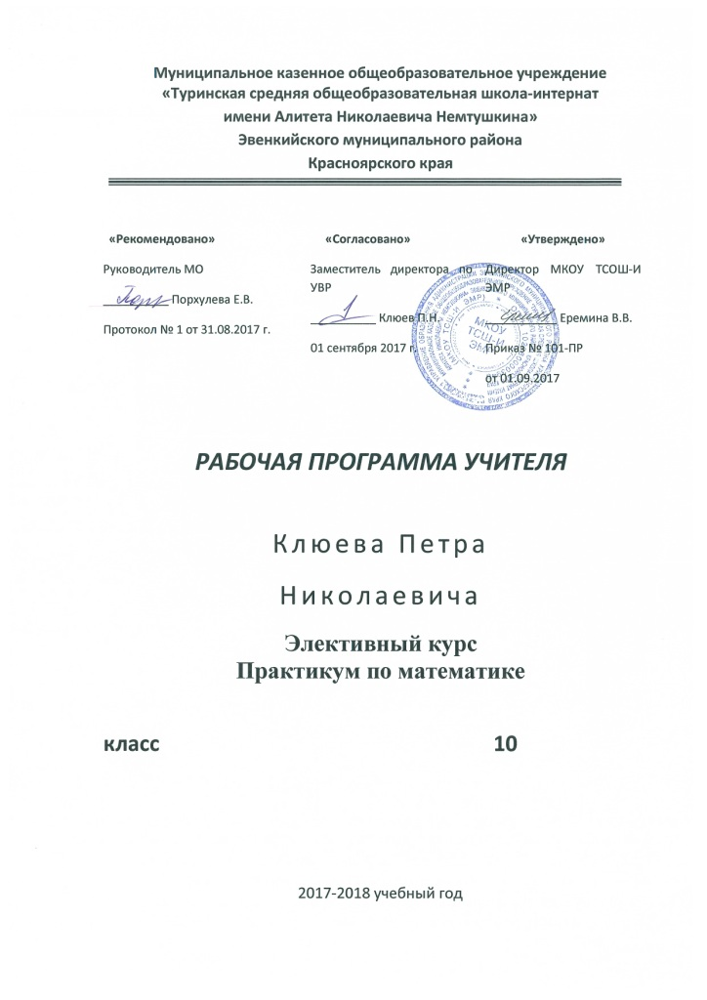 Муниципальное казенное общеобразовательное учреждение
«Туринская средняя общеобразовательная школа-интернат
имени Алитета Николаевича Немтушкина»
Эвенкийского муниципального района
Красноярского края
«Рекомендовано»
Руководитель МО
Порхулева Е.В.
Протокол № 1 от 31.08.2017 г.
«Согласовано»
Заместитель директора по
УВР
Клюев П.Н.
01 сентября 2017 г.
«Утверждено»
Директор МКОУ ТСОШ-И
ЭМР
Еремина В.В.
Приказ № 101-ПР
от 01.09.2017
МКОУ
ТСШ-И
ЭМР
РАБОЧАЯ ПРОГРАММА УЧИТЕЛЯ
Клюева Петра
Николаевича
Элективный курс
Практикум по математике
класс 10
2017-2018 учебный год